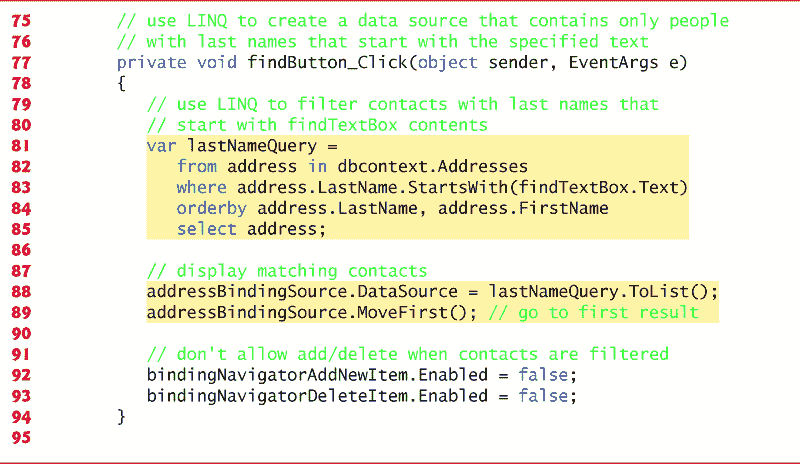 75 // use LINQ to create a data source that contains only people
76 // with last names that start with the specified text
77 private void findButton_Click(object sender, EventArgs e)
78 {
79 // use LINQ to filter contacts with last names that
80 // start with findTextBox contents
81 var lastNameQuery =
82 from address in dbcontext.Addresses
83 where address.LastName.StartsWith(findTextBox.Text)
84 orderby address.LastName, address.FirstName
85 select address;
86
87 // display matching contacts
88 addressBindingSource.DataSource = lastNameQuery.ToList();
89 addressBindingSource.MoveFirst(); // go to first result
90
91 // don't allow add/delete when contacts are filtered
92 bindingNavigatorAddNewItem.Enabled = false;
93 bindingNavigatorDeleteItem.Enabled = false;
94 }
95